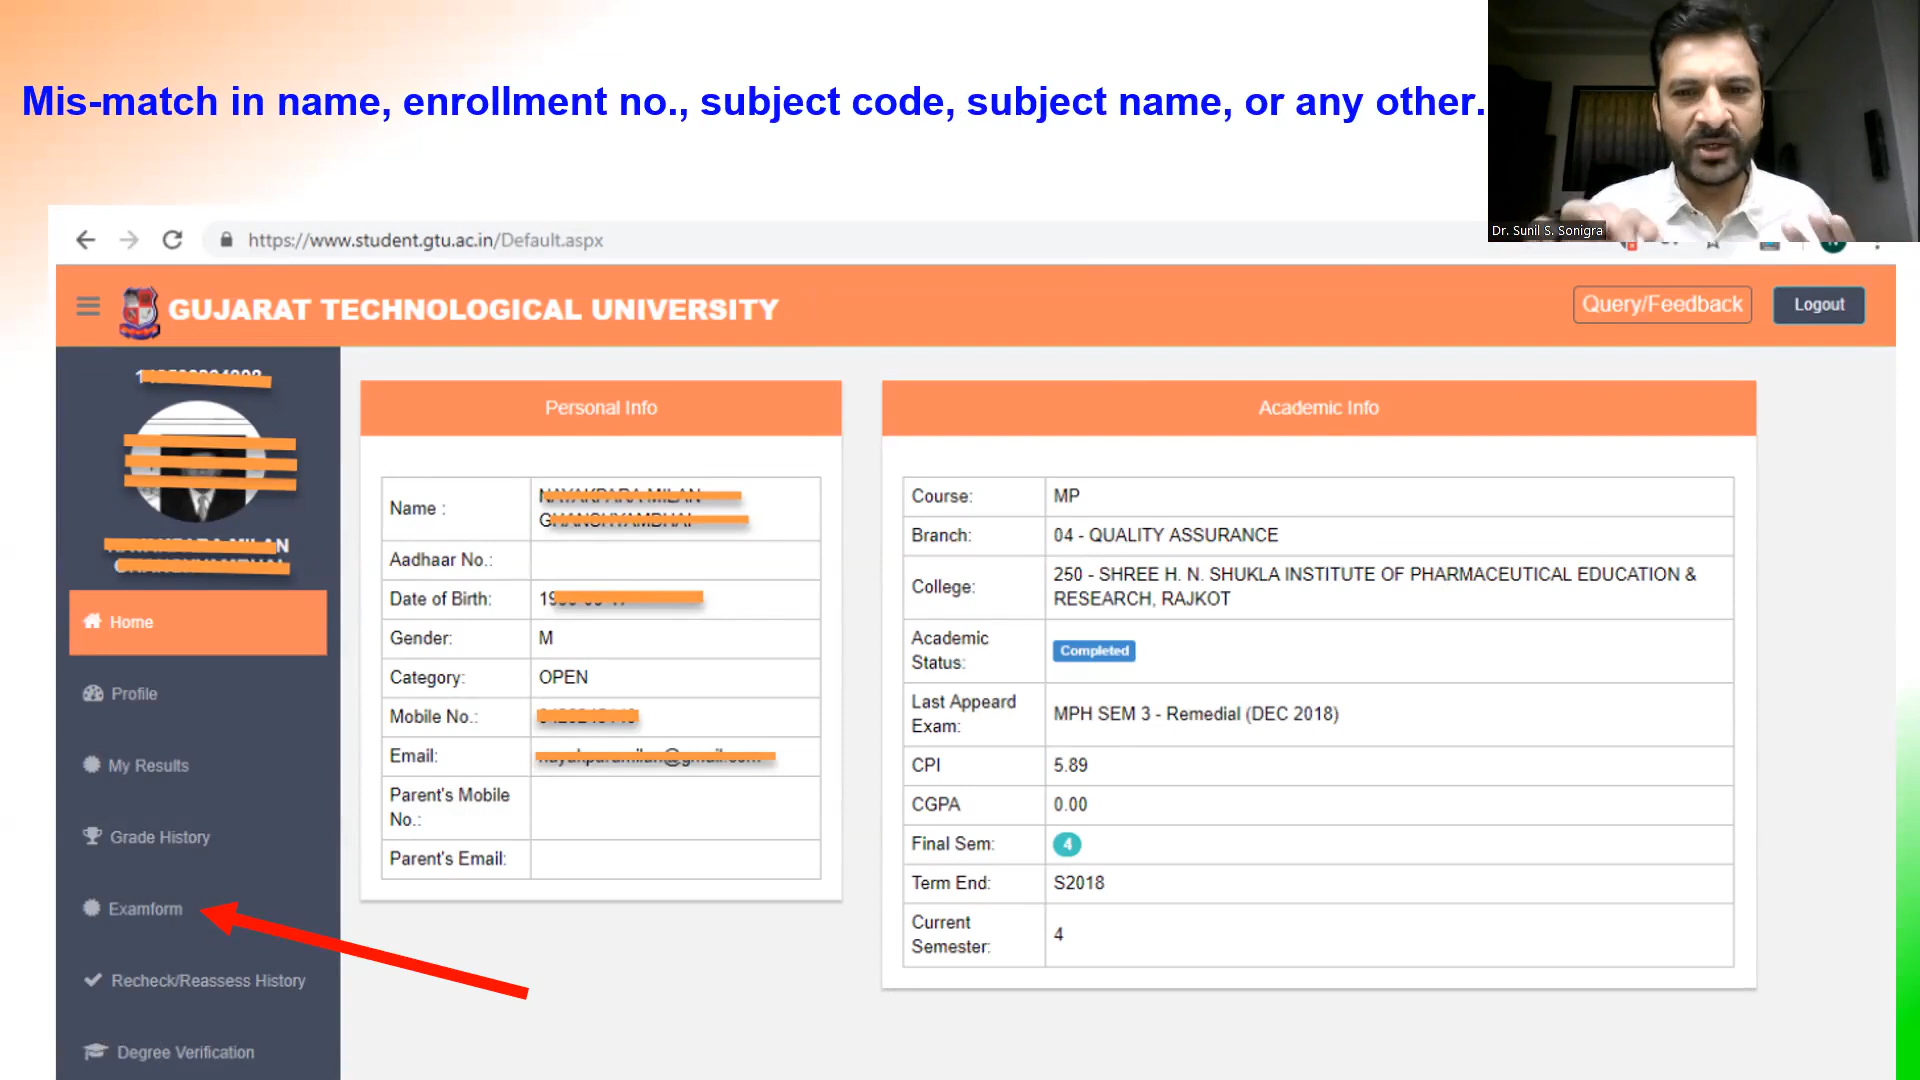 Mis-match in name, enrollment no., subject code, subject name, or any other.
Dr. Sunil S. Sonigra
https://www.student.gtu.ac.in/Default.aspx
GUJARAT TECHNOLOGICAL UNIVERSITY
Query/Feedback
Logout
Home
Profile
My Results
Grade History
Examform
Recheck/Reassess History
Degree Verification
Personal Info
Name :
Aadhaar No.:
Date of Birth:
Gender: M
Category: OPEN
Mobile No.:
Email:
Parent's Mobile
No.:
Parent's Email:
Academic Info
Course: MP
Branch: 04 - QUALITY ASSURANCE
College: 250 - SHREE H. N. SHUKLA INSTITUTE OF PHARMACEUTICAL EDUCATION &
RESEARCH, RAJKOT
Academic
Status: Completed
Last Appeard
Exam: MPH SEM 3 - Remedial (DEC 2018)
CPI 5.89
CGPA 0.00
Final Sem: 4
Term End: S2018
Current
Semester: 4